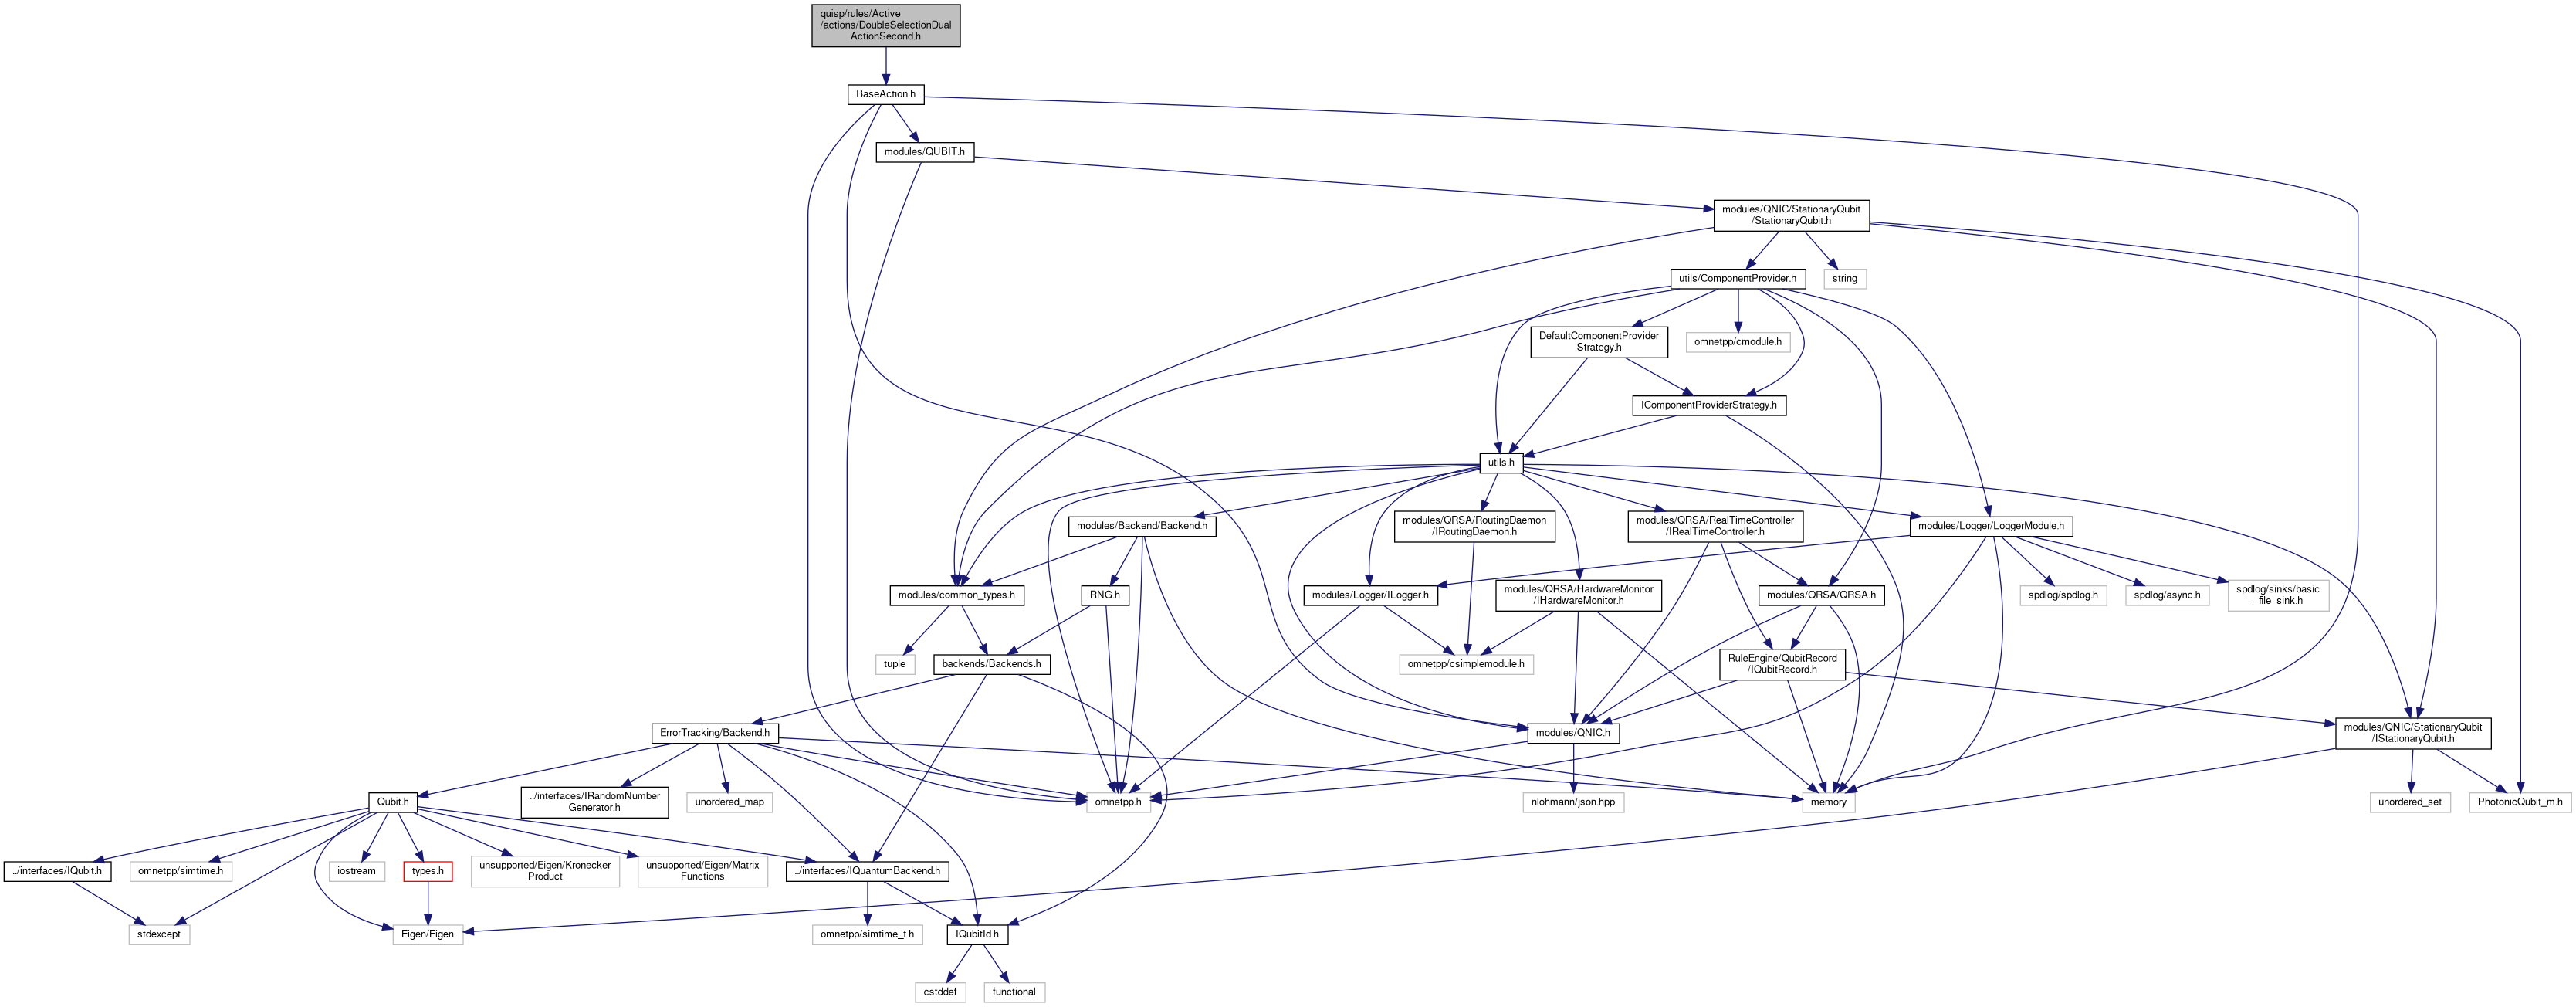 quisp/rules/Active
/actions/DoubleSelectionDual
ActionSecond.h
BaseAction.h
modules/QUBIT.h
modules/QNIC/StationaryQubit
/StationaryQubit.h
utils/ComponentProvider.h
string
DefaultComponentProvider
Strategy.h
omnetpp/cmodule.h
IComponentProviderStrategy.h
utils.h
modules/Backend/Backend.h
modules/QRSA/RoutingDaemon
/IRoutingDaemon.h
modules/QRSA/RealTimeController
/IRealTimeController.h
modules/Logger/LoggerModule.h
modules/common_types.h
RNG.h
modules/Logger/ILogger.h
modules/QRSA/HardwareMonitor
/IHardwareMonitor.h
modules/QRSA/QRSA.h
spdlog/spdlog.h
spdlog/async.h
spdlog/sinks/basic
_file_sink.h
tuple
backends/Backends.h
omnetpp/csimplemodule.h
RuleEngine/QubitRecord
/IQubitRecord.h
ErrorTracking/Backend.h
modules/QNIC.h
modules/QNIC/StationaryQubit
/IStationaryQubit.h
Qubit.h
../interfaces/IRandomNumber
Generator.h
unordered_map
omnetpp.h
nlohmann/json.hpp
memory
unordered_set
PhotonicQubit_m.h
../interfaces/IQubit.h
omnetpp/simtime.h
iostream
types.h
unsupported/Eigen/Kronecker
Product
unsupported/Eigen/Matrix
Functions
../interfaces/IQuantumBackend.h
stdexcept
Eigen/Eigen
omnetpp/simtime_t.h
IQubitId.h
cstddef
functional